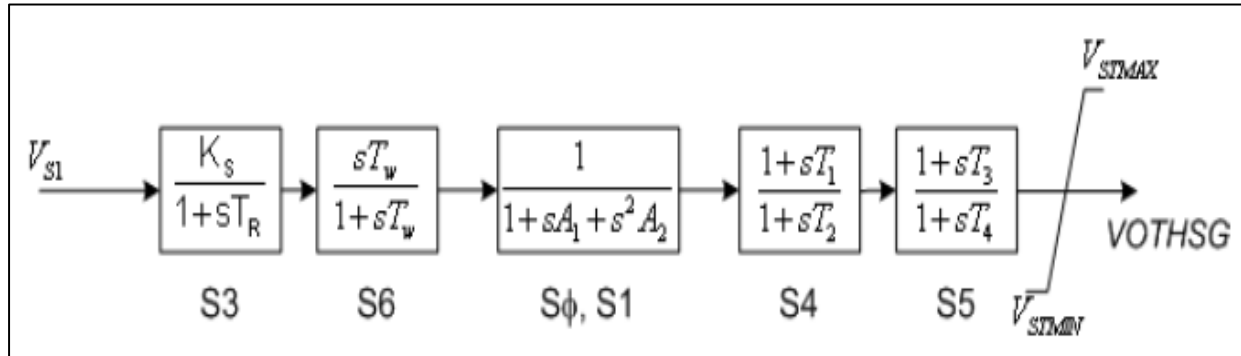 V_STMAX
V_S1
K_S
1+sT_R
sT_w
1+sT_w
1
1+sA_1+s^2A_2
1+sT_1
1+sT_2
1+sT_3
1+sT_4
VOTHSG
S3
S6
Sϕ, S1
S4
S5
V_STMIN